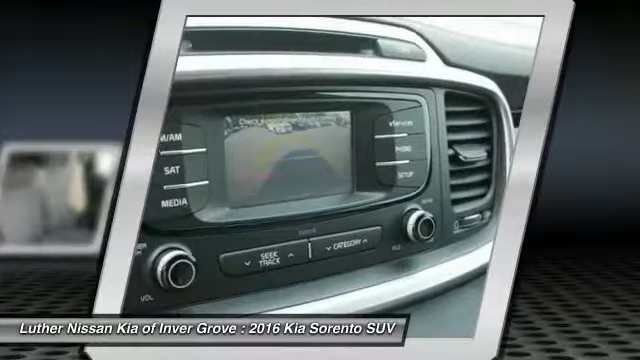 M/AM
SAT
MEDIA
VOL
SEEK
TRACK
CATEGORY
eServices
PHONE
SETUP
Luther Nissan Kia of Inver Grove : 2016 Kia Sorento SUV